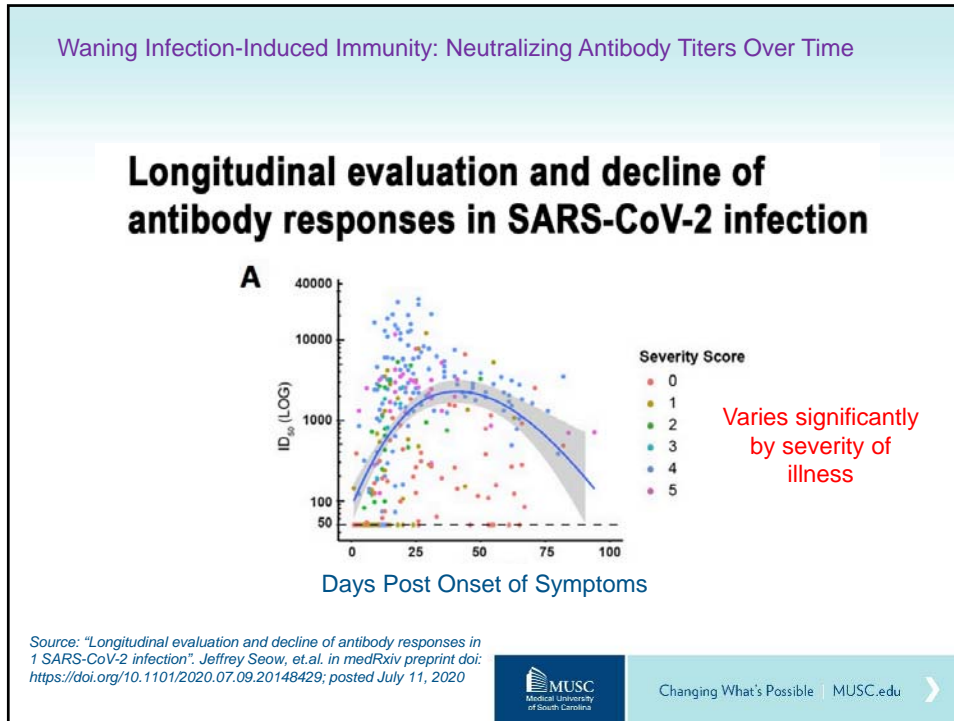 Waning Infection-Induced Immunity: Neutralizing Antibody Titers Over Time
Longitudinal evaluation and decline of
antibody responses in SARS-CoV-2 infection
A
ID50 (LOG)
40000
10000
1000
100
50
0 25 50 75 100
Days Post Onset of Symptoms
Severity Score
0
1
2
3
4
5
Varies significantly
by severity of
illness
Source: “Longitudinal evaluation and decline of antibody responses in
1 SARS-CoV-2 infection”. Jeffrey Seow, et.al. in medRxiv preprint doi:
https://doi.org/10.1101/2020.07.09.20148429; posted July 11, 2020
MUSC
Medical University
of South Carolina
Changing What's Possible | MUSC.edu